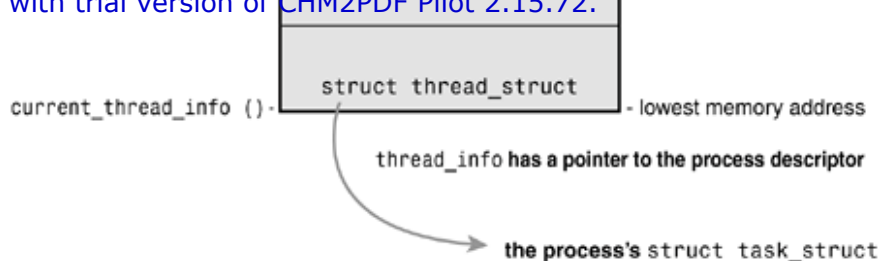 with trial version of CHM2PDF Pilot 2.15.72.
struct thread_struct
current_thread_info () -
- lowest memory address
thread_info has a pointer to the process descriptor
the process's struct task_struct